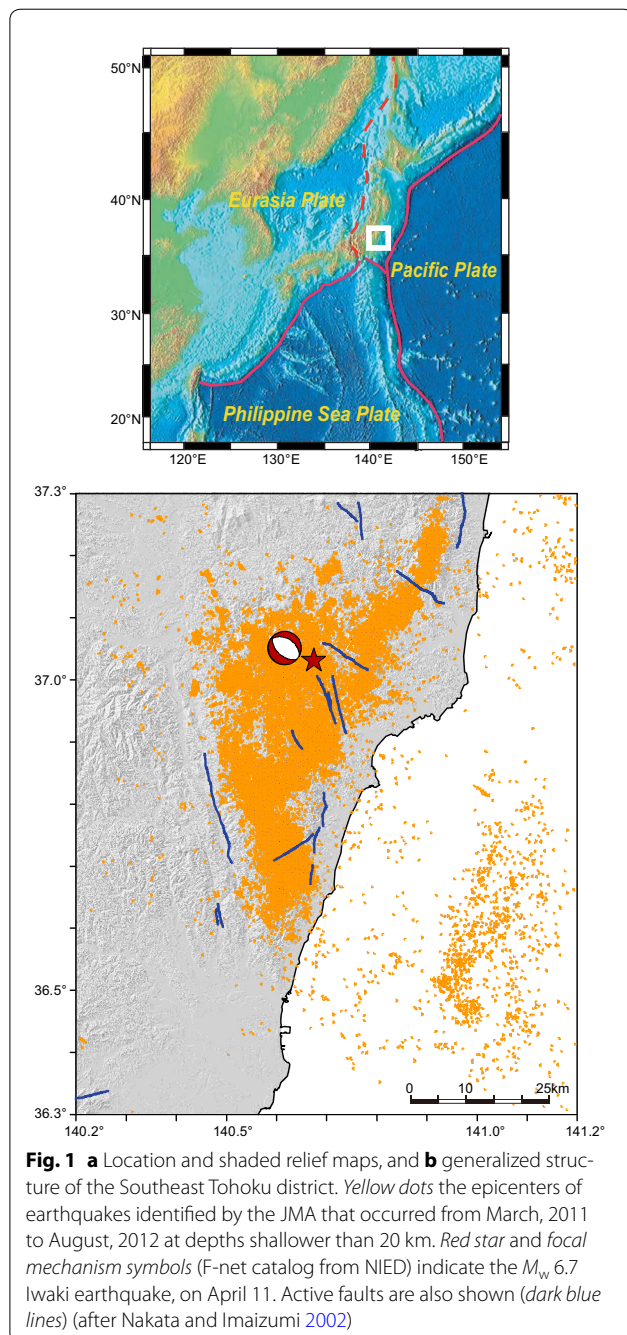 50°N
40°N
30°N
20°N
Eurasia Plate
Pacific Plate
Philippine Sea Plate
120°E 130°E 140°E 150°E
37.3°
37.0°
36.5°
36.3°
0 10 25km
140.2° 140.5° 141.0° 141.2°
Fig. 1 a Location and shaded relief maps, and b generalized struc-
ture of the Southeast Tohoku district. Yellow dots the epicenters of
earthquakes identified by the JMA that occurred from March, 2011
to August, 2012 at depths shallower than 20 km. Red star and focal
mechanism symbols (F-net catalog from NIED) indicate the Mw 6.7
Iwaki earthquake, on April 11. Active faults are also shown (dark blue
lines) (after Nakata and Imaizumi 2002)